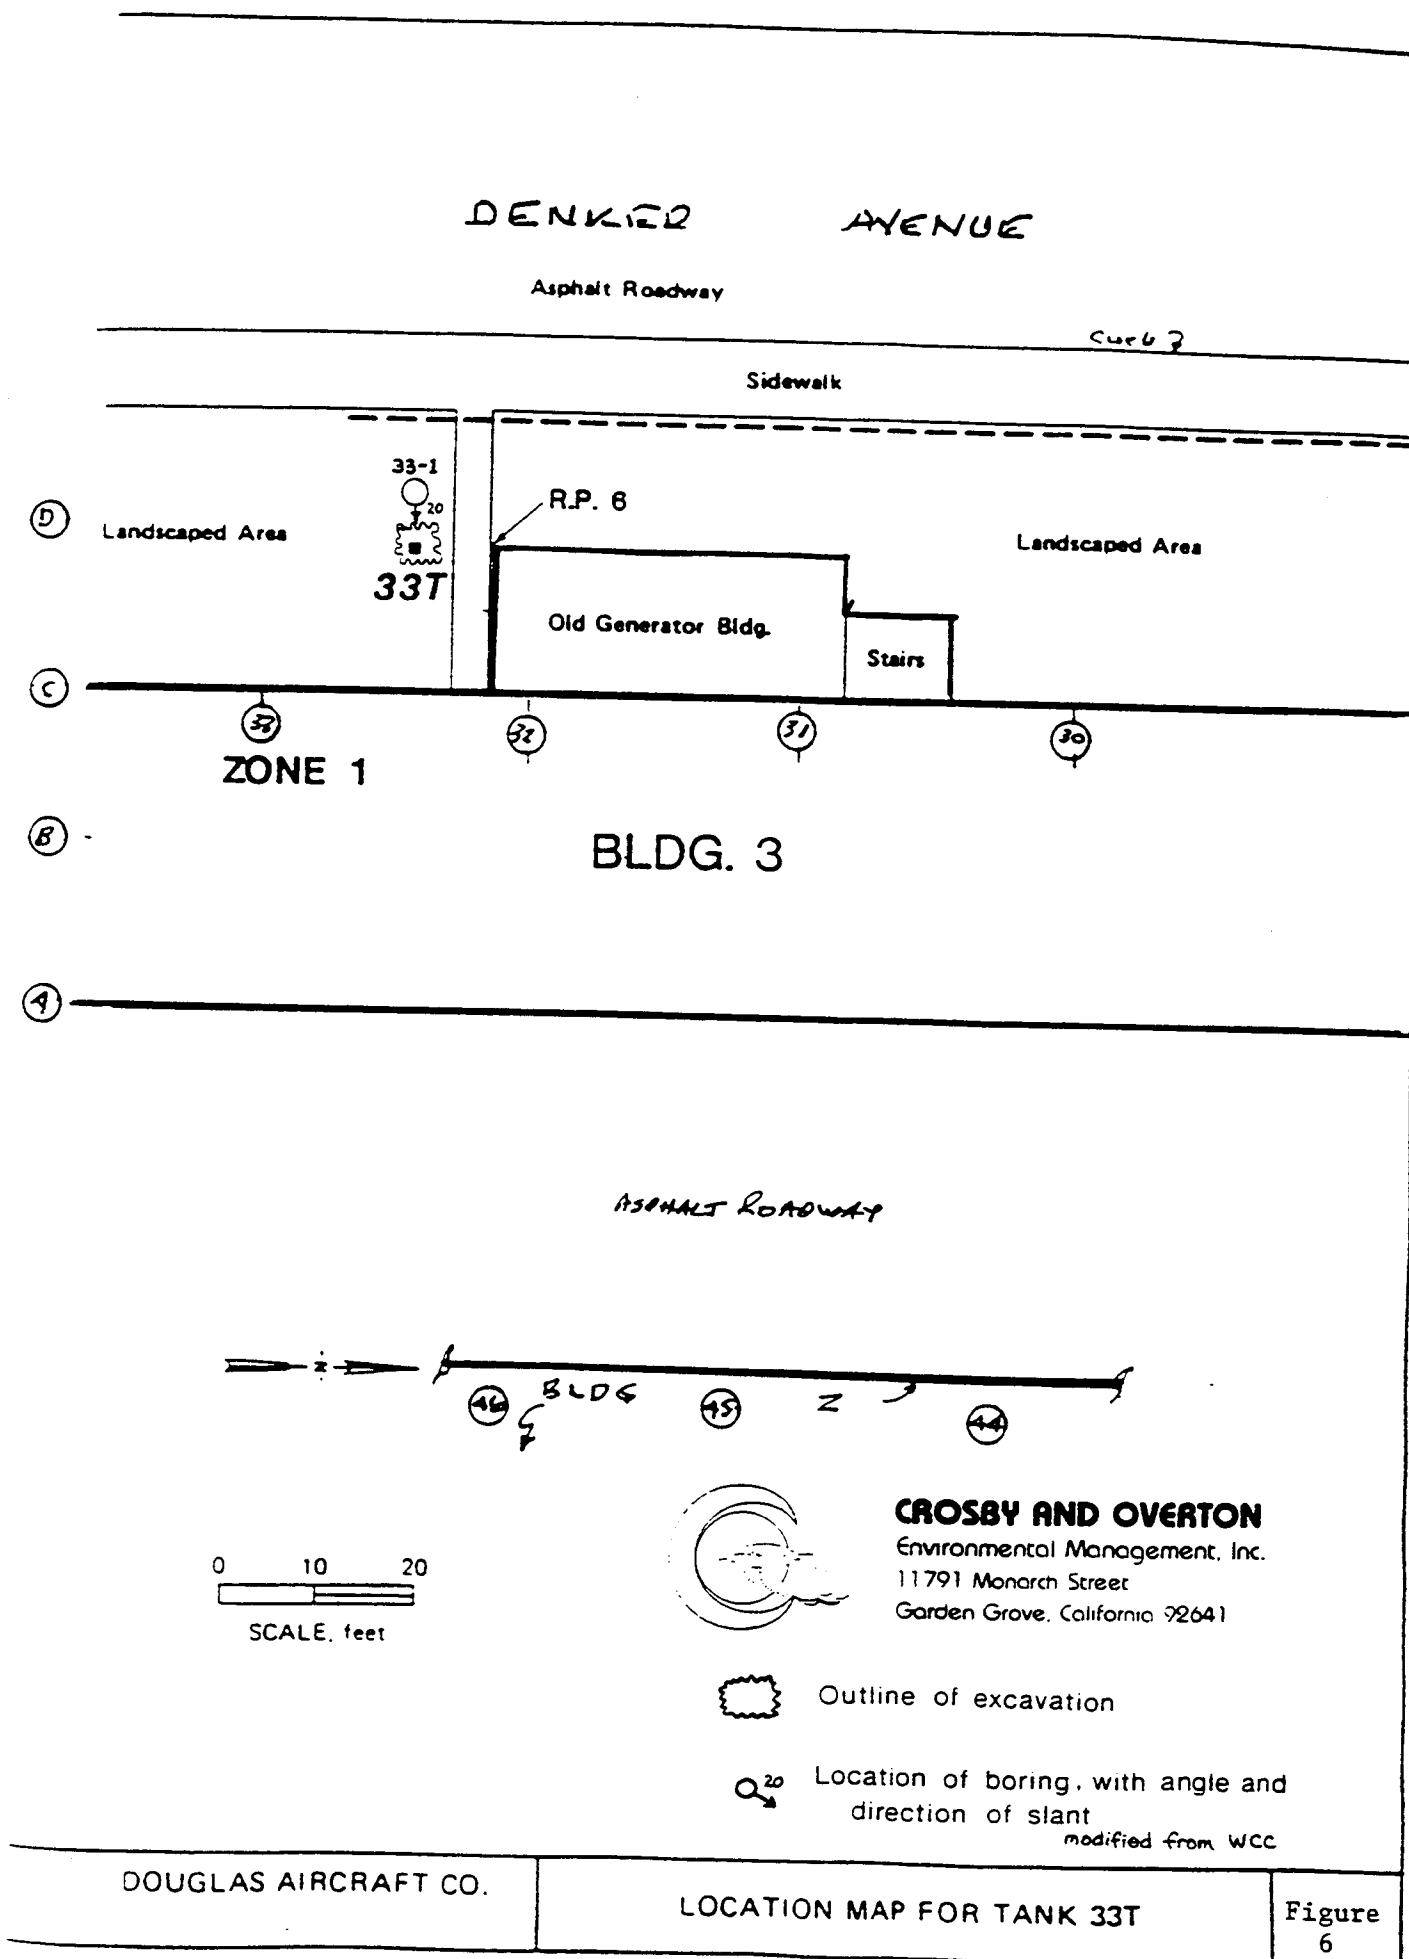 DENKER AVENUE
Asphalt Roadway
Curb
Sidewalk
33-1
20
R.P. 6
D
Landscaped Area
Landscaped Area
33T
Old Generator Bldg.
Stairs
C
32
31
30
ZONE 1
B
BLDG. 3
A
ASPHALT ROADWAY
Z
BLDG 2
46
45
44
CROSBY AND OVERTON
Environmental Management, Inc.
11791 Monarch Street
Garden Grove, California 92641
0 10 20
SCALE, feet
Outline of excavation
20
Location of boring, with angle and
direction of slant
modified from WCC
DOUGLAS AIRCRAFT CO.
LOCATION MAP FOR TANK 33T
Figure
6